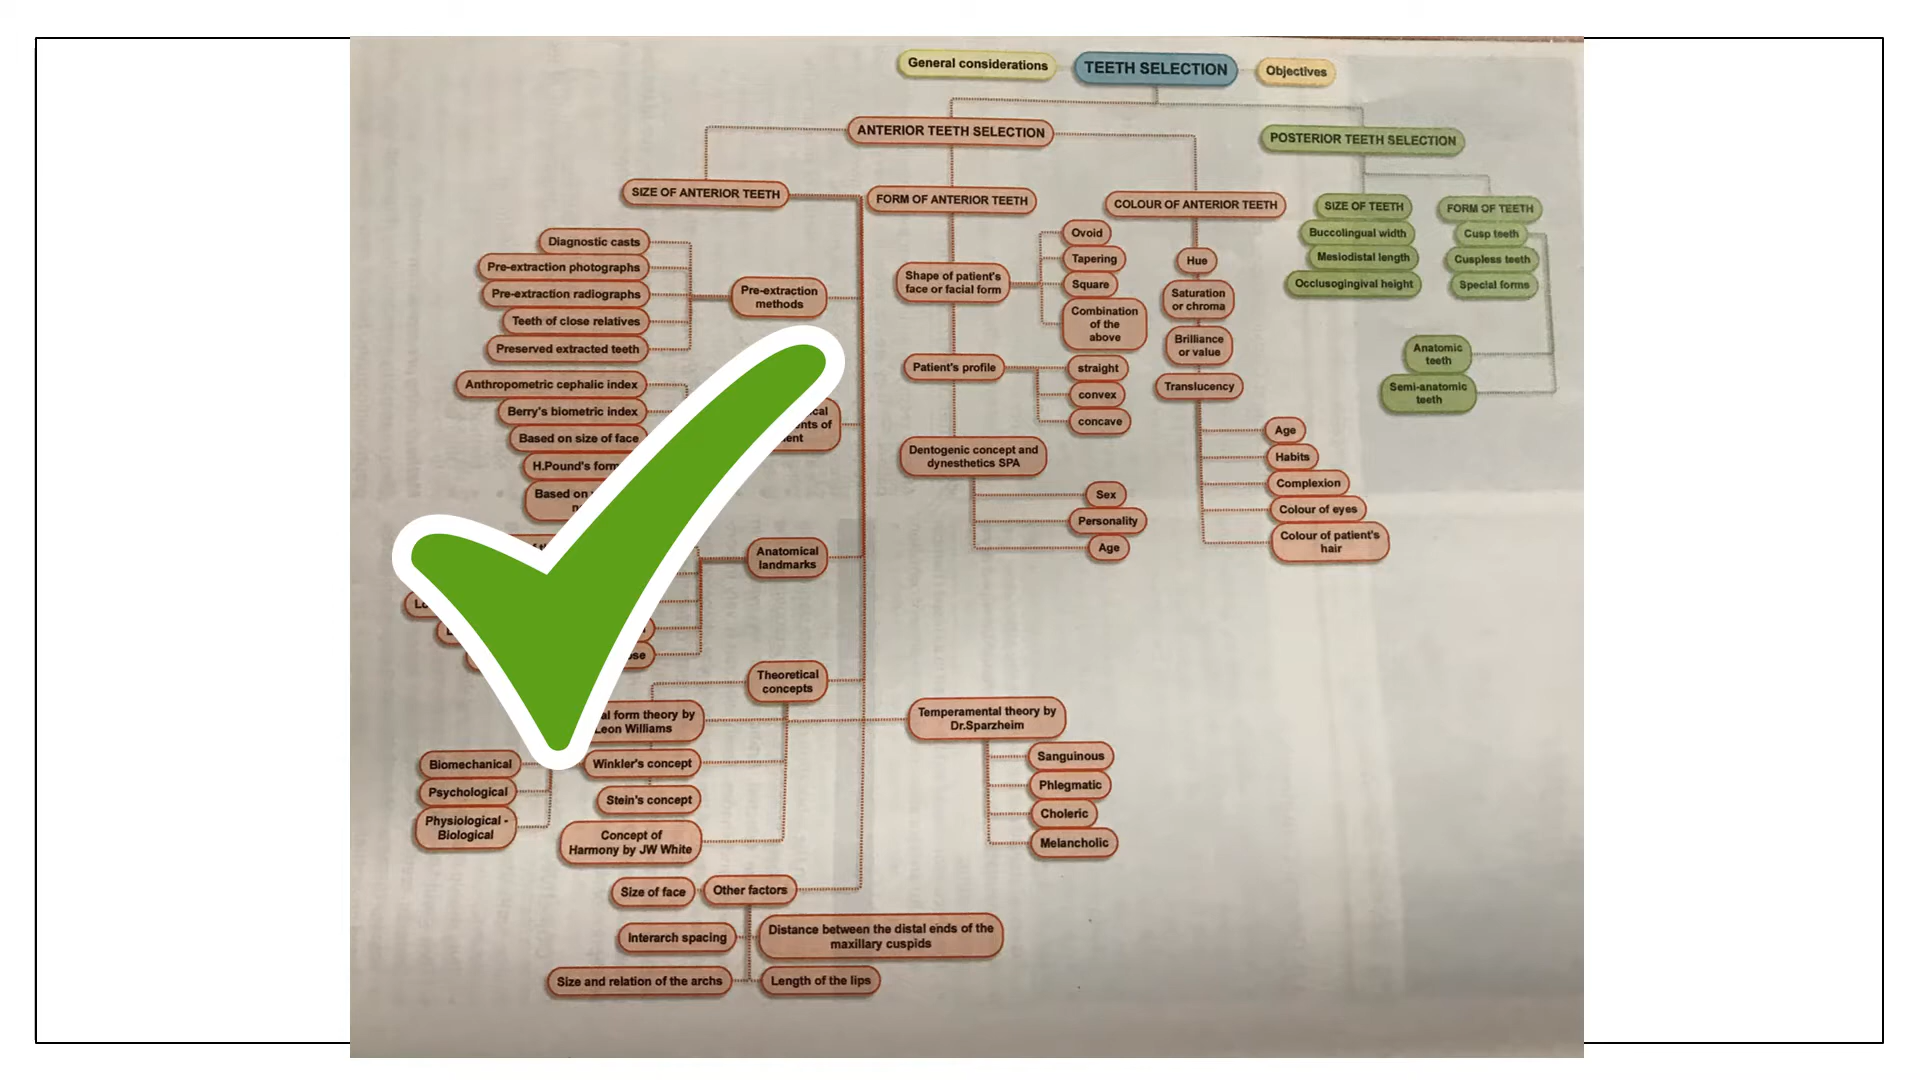 General considerations
TEETH SELECTION
Objectives
ANTERIOR TEETH SELECTION
POSTERIOR TEETH SELECTION
SIZE OF ANTERIOR TEETH
FORM OF ANTERIOR TEETH
COLOUR OF ANTERIOR TEETH
SIZE OF TEETH
FORM OF TEETH
Diagnostic casts
Pre-extraction photographs
Pre-extraction radiographs
Teeth of close relatives
Preserved extracted teeth
Pre-extraction
methods
Anthropometric cephalic index
Berry's biometric index
Based on size of face
H.Pound's
Based on
Anatomical
landmarks
Theoretical
concepts
form theory by
Leon Williams
Winkler's concept
Biomechanical
Psychological
Physiological -
Biological
Stein's concept
Concept of
Harmony by JW White
Temperamental theory by
Dr.Sparzheim
Sanguinous
Phlegmatic
Choleric
Melancholic
Size of face
Other factors
Interarch spacing
Distance between the distal ends of the
maxillary cuspids
Size and relation of the archs
Length of the lips
Shape of patient's
face or facial form
Ovoid
Tapering
Square
Combination
of the
above
Patient's profile
straight
convex
concave
Dentogenic concept and
dynesthetics SPA
Sex
Personality
Age
Hue
Saturation
or chroma
Brilliance
or value
Translucency
Age
Habits
Complexion
Colour of eyes
Colour of patient's
hair
Buccolingual width
Mesiodistal length
Occlusogingival height
Cusp teeth
Cuspless teeth
Special forms
Anatomic
teeth
Semi-anatomic
teeth